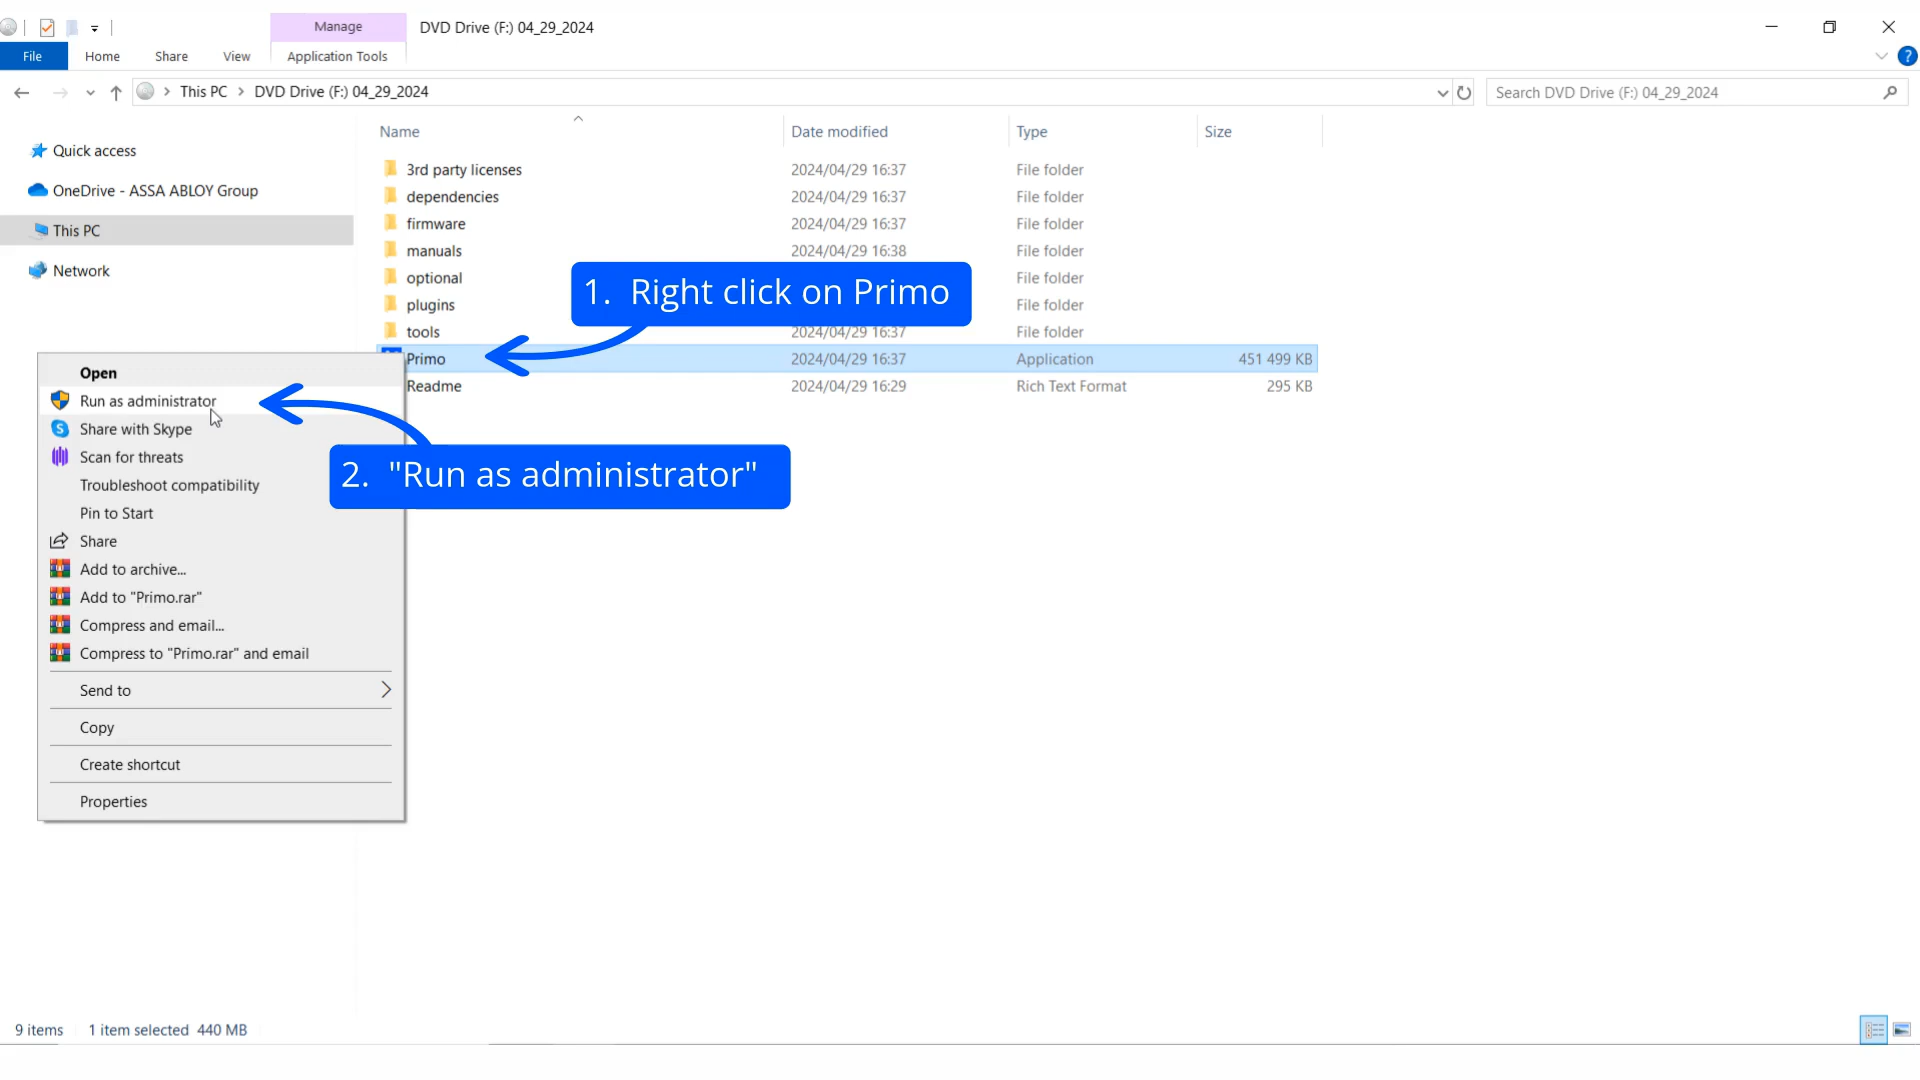 Manage
DVD Drive (F:) 04_29_2024
File
Home
Share
View
Application Tools
?
This PC
DVD Drive (F:) 04_29_2024
Search DVD Drive (F:) 04_29_2024
Quick access
OneDrive - ASSA ABLOY Group
This PC
Network
Name
Date modified
Type
Size
3rd party licenses 2024/04/29 16:37 File folder
dependencies 2024/04/29 16:37 File folder
firmware 2024/04/29 16:37 File folder
manuals 2024/04/29 16:38 File folder
optional File folder
plugins File folder
tools 2024/04/29 16:37 File folder
Primo 2024/04/29 16:37 Application 451 499 KB
Readme 2024/04/29 16:29 Rich Text Format 295 KB
1. Right click on Primo
2. "Run as administrator"
Open
Run as administrator
Share with Skype
Scan for threats
Troubleshoot compatibility
Pin to Start
Share
Add to archive...
Add to "Primo.rar"
Compress and email...
Compress to "Primo.rar" and email
Send to
Copy
Create shortcut
Properties
9 items
1 item selected 440 MB